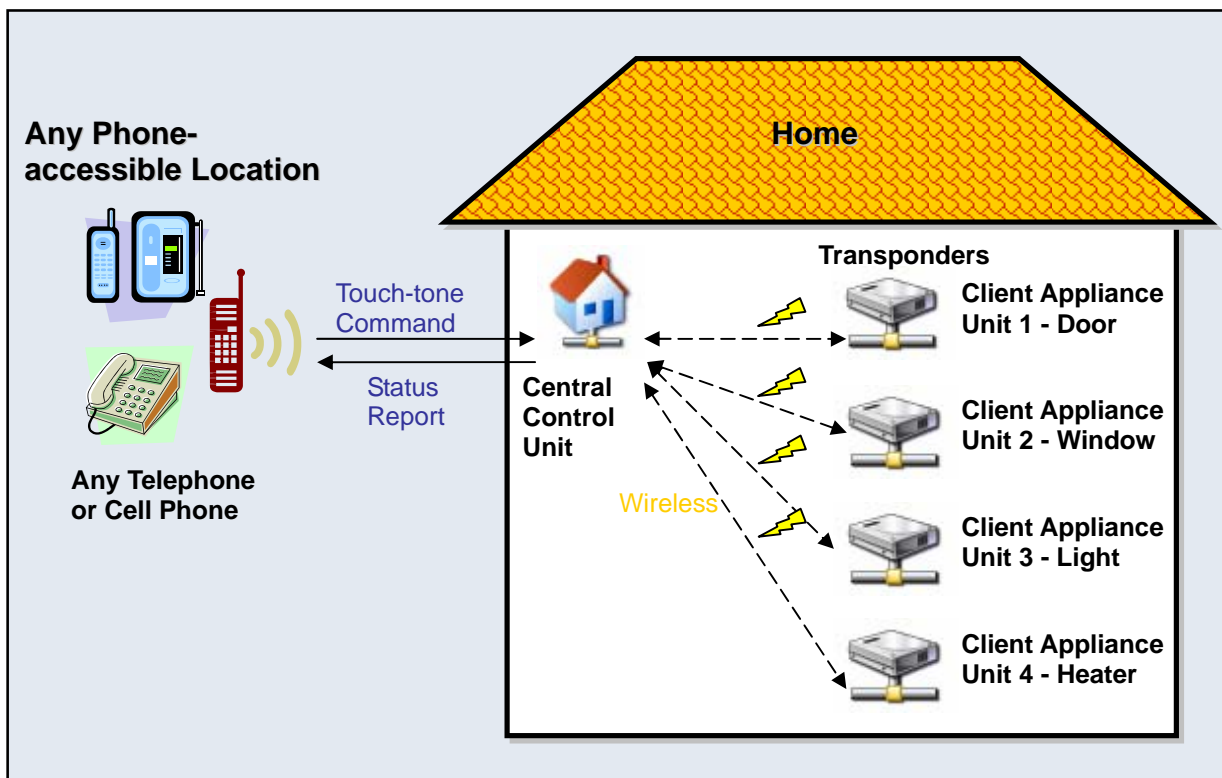 Home
Any Phone-
accessible Location
Touch-tone
Command
Status
Report
Any Telephone
or Cell Phone
Central
Control
Unit
Wireless
Transponders
Client Appliance
Unit 1 - Door
Client Appliance
Unit 2 - Window
Client Appliance
Unit 3 - Light
Client Appliance
Unit 4 - Heater